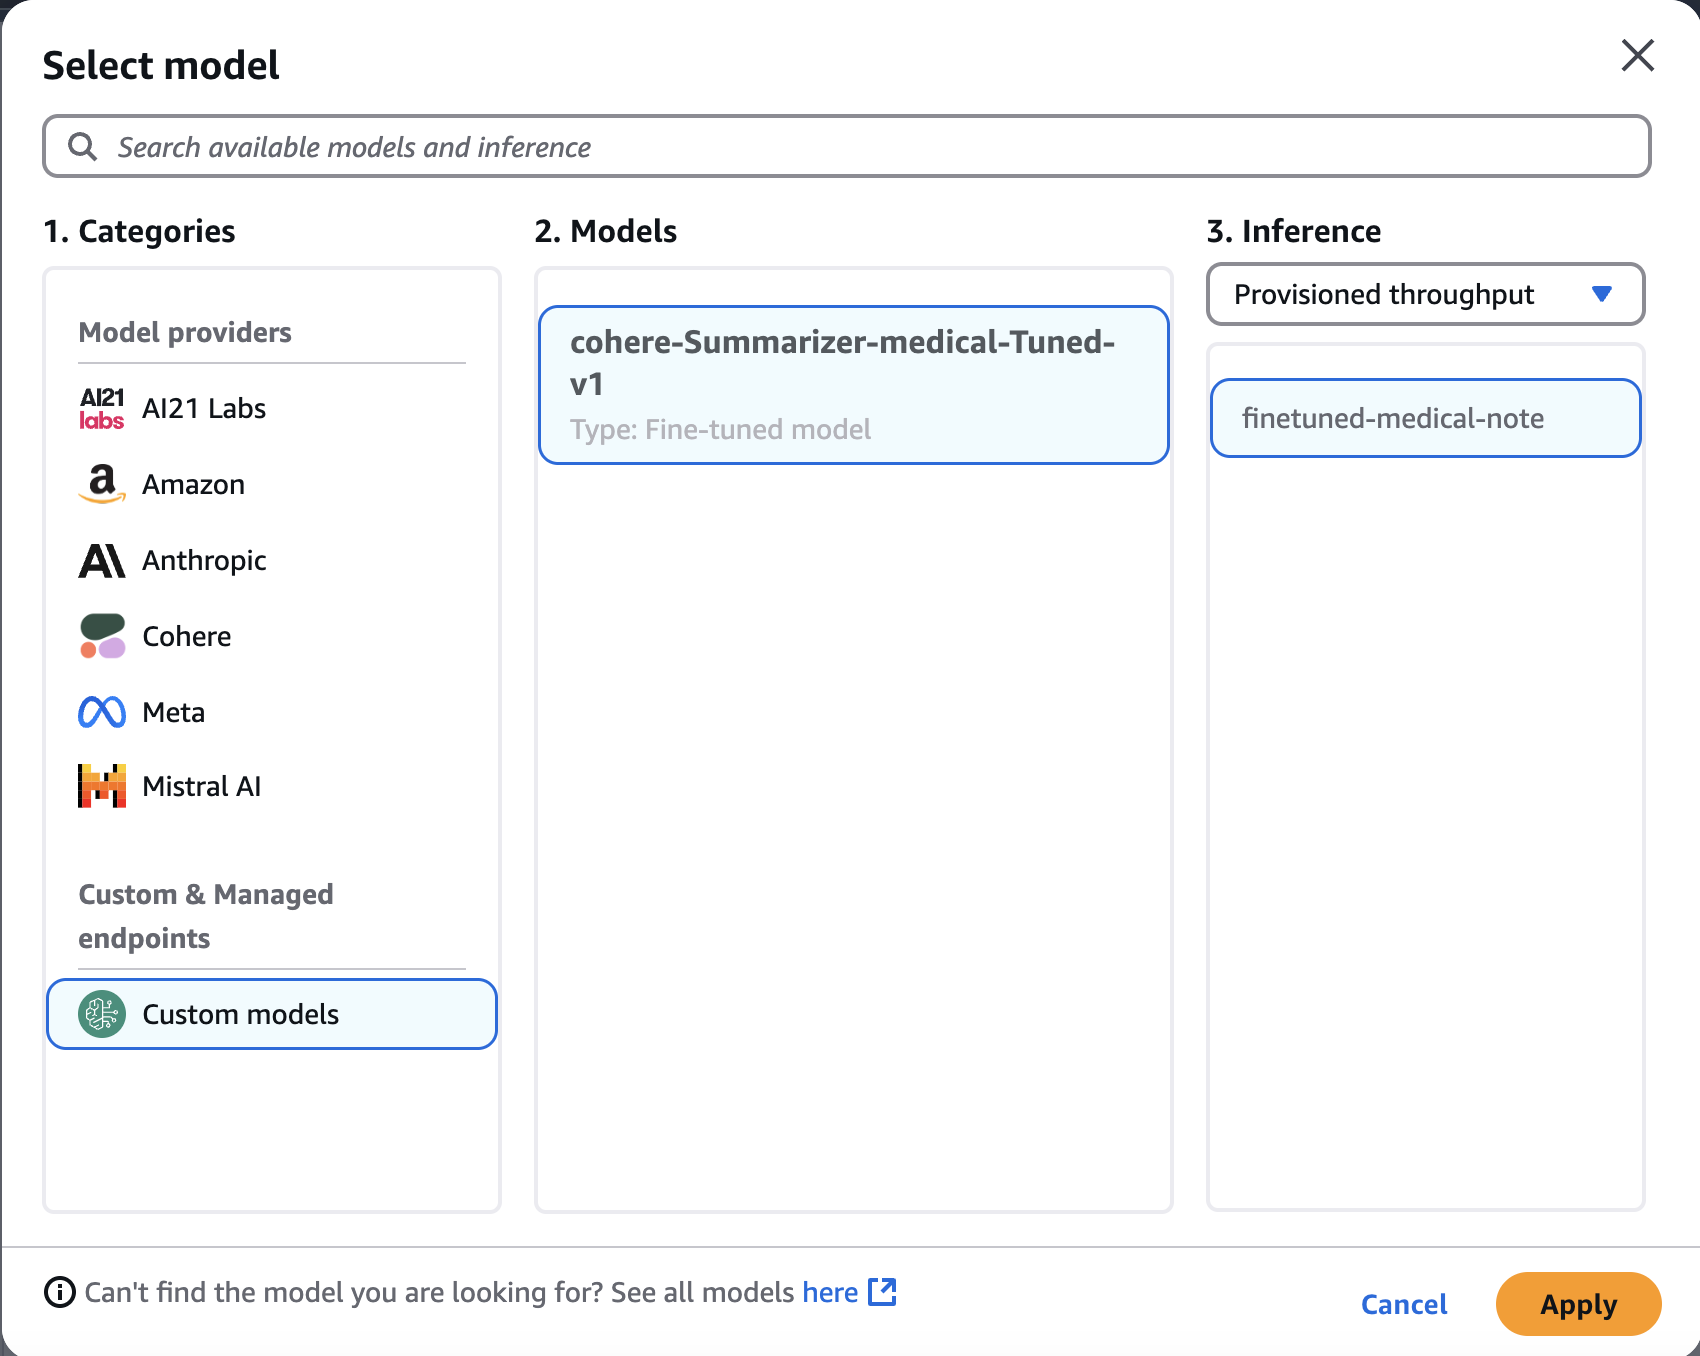 Select model
Search available models and inference
1. Categories
Model providers
AI21 labs
AI21 Labs
Amazon
Anthropic
Cohere
Meta
Mistral AI
Custom & Managed
endpoints
Custom models
2. Models
cohere-Summarizer-medical-Tuned-
v1
Type: Fine-tuned model
3. Inference
Provisioned throughput
finetuned-medical-note
Can't find the model you are looking for? See all models here
Cancel
Apply